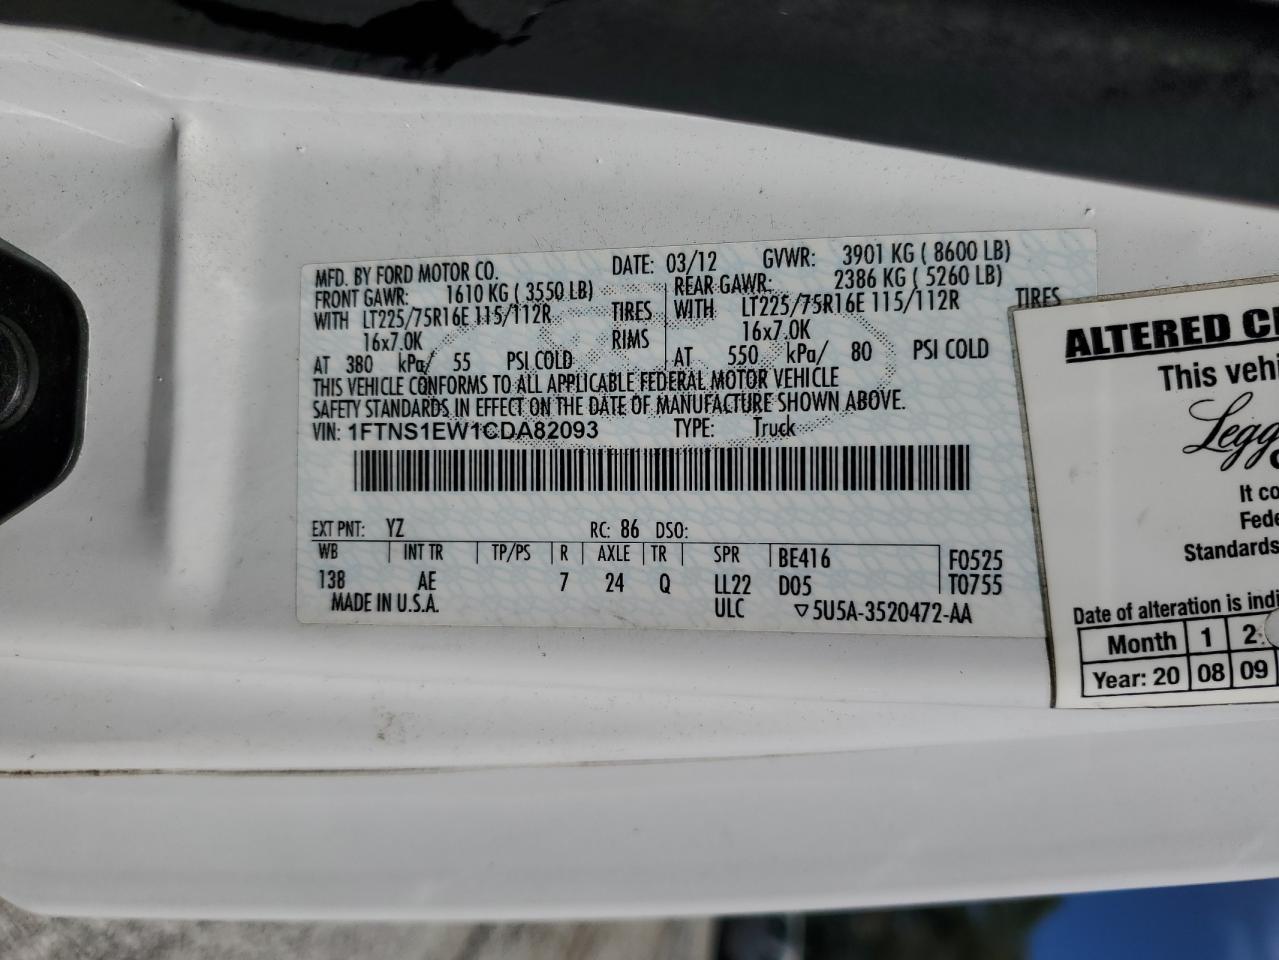 MFD. BY FORD MOTOR CO. DATE: 03/12 GVWR: 3901 KG ( 8600 LB)
FRONT GAWR: 1610 KG ( 3550 LB) REAR GAWR: 2386 KG ( 5260 LB)
WITH LT225/75R16E 115/112R TIRES WITH LT225/75R16E 115/112R TIRES
16x7.0K RIMS 16x7.0K
AT 380 kPa/ 55 PSI COLD AT 550 kPa/ 80 PSI COLD
THIS VEHICLE CONFORMS TO ALL APPLICABLE FEDERAL MOTOR VEHICLE
SAFETY STANDARDS IN EFFECT ON THE DATE OF MANUFACTURE SHOWN ABOVE.
VIN: 1FTNS1EW1CDA82093 TYPE: Truck
EXT PNT: YZ RC: 86 DSO:
WB INT TR TP/PS R AXLE TR SPR BE416 F0525
138 AE 7 24 Q LL22 D05 T0755
MADE IN U.S.A. ULC ▽5U5A-3520472-AA
ALTERED
This vehi
Legg
It co
Fede
Standards
Date of alteration is indi
Month 1 2
Year: 20 08 09